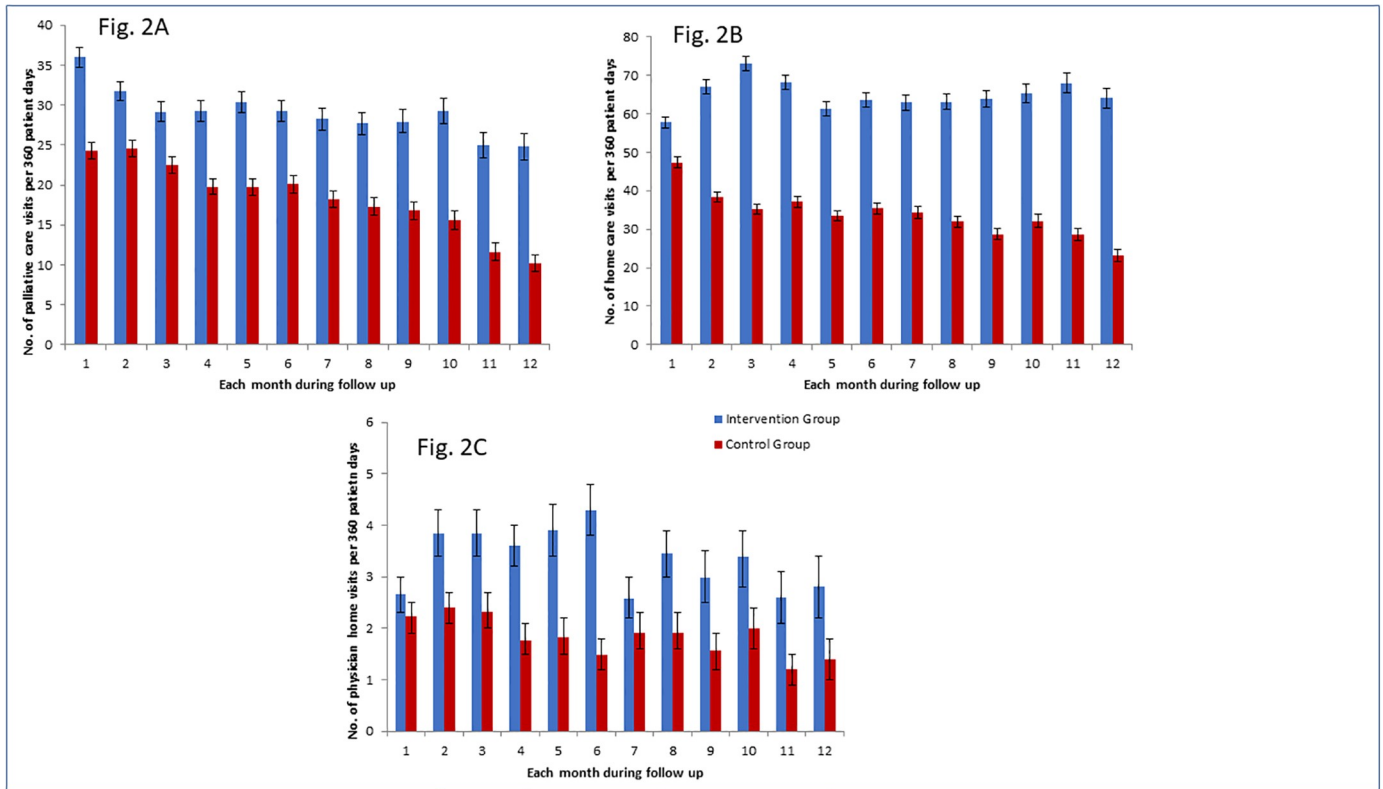 Fig. 2A
No. of palliative care visits per 360 patient days
40
35
30
25
20
15
10
5
0
1 2 3 4 5 6 7 8 9 10 11 12
Each month during follow up
Fig. 2B
No. of home care visits per 360 patient days
80
70
60
50
40
30
20
10
0
1 2 3 4 5 6 7 8 9 10 11 12
Each month during follow up
Intervention Group
Control Group
Fig. 2C
No. of physician home visits per 360 patietn days
6
5
4
3
2
1
0
1 2 3 4 5 6 7 8 9 10 11 12
Each month during follow up